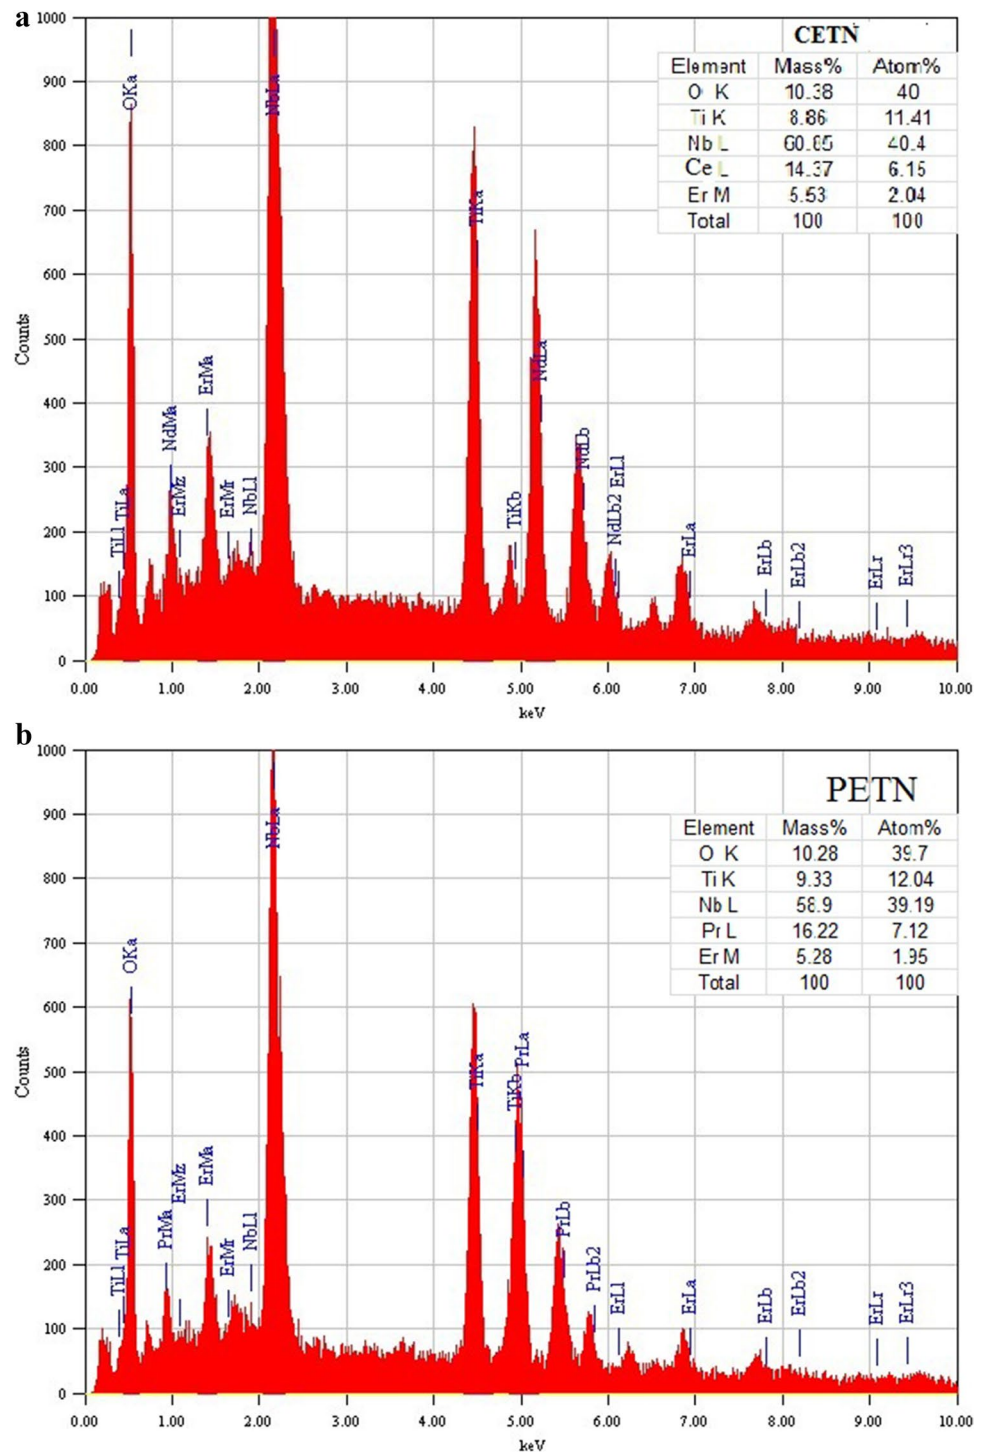 a
CETN
Element Mass% Atom%
O K 10.38 40
Ti K 8.86 11.41
Nb L 60.85 40.4
Ce L 14.37 6.15
Er M 5.53 2.04
Total 100 100
1000
900
800
700
600
500
400
300
200
100
0
Counts
TiLl
TiLa
OKa
NdMa
ErMz
ErMa
ErMr
NbLl
NbLa
TiKa
TiKb
NdLa
NdLb
NdLb2
ErLl
ErLa
ErLb
ErLb2
ErLr
ErLr3
0.00 1.00 2.00 3.00 4.00 5.00 6.00 7.00 8.00 9.00 10.00
keV
b
PETN
Element Mass% Atom%
O K 10.28 39.7
Ti K 9.33 12.04
Nb L 58.9 39.19
Pr L 16.22 7.12
Er M 5.28 1.95
Total 100 100
1000
900
800
700
600
500
400
300
200
100
0
Counts
TiLl
TiLa
OKa
PrMa
ErMz
ErMa
ErMr
NbLl
NbLa
TiKa
TiKb
PrLa
PrLb
PrLb2
ErLl
ErLa
ErLb
ErLb2
ErLr
ErLr3
0.00 1.00 2.00 3.00 4.00 5.00 6.00 7.00 8.00 9.00 10.00
keV